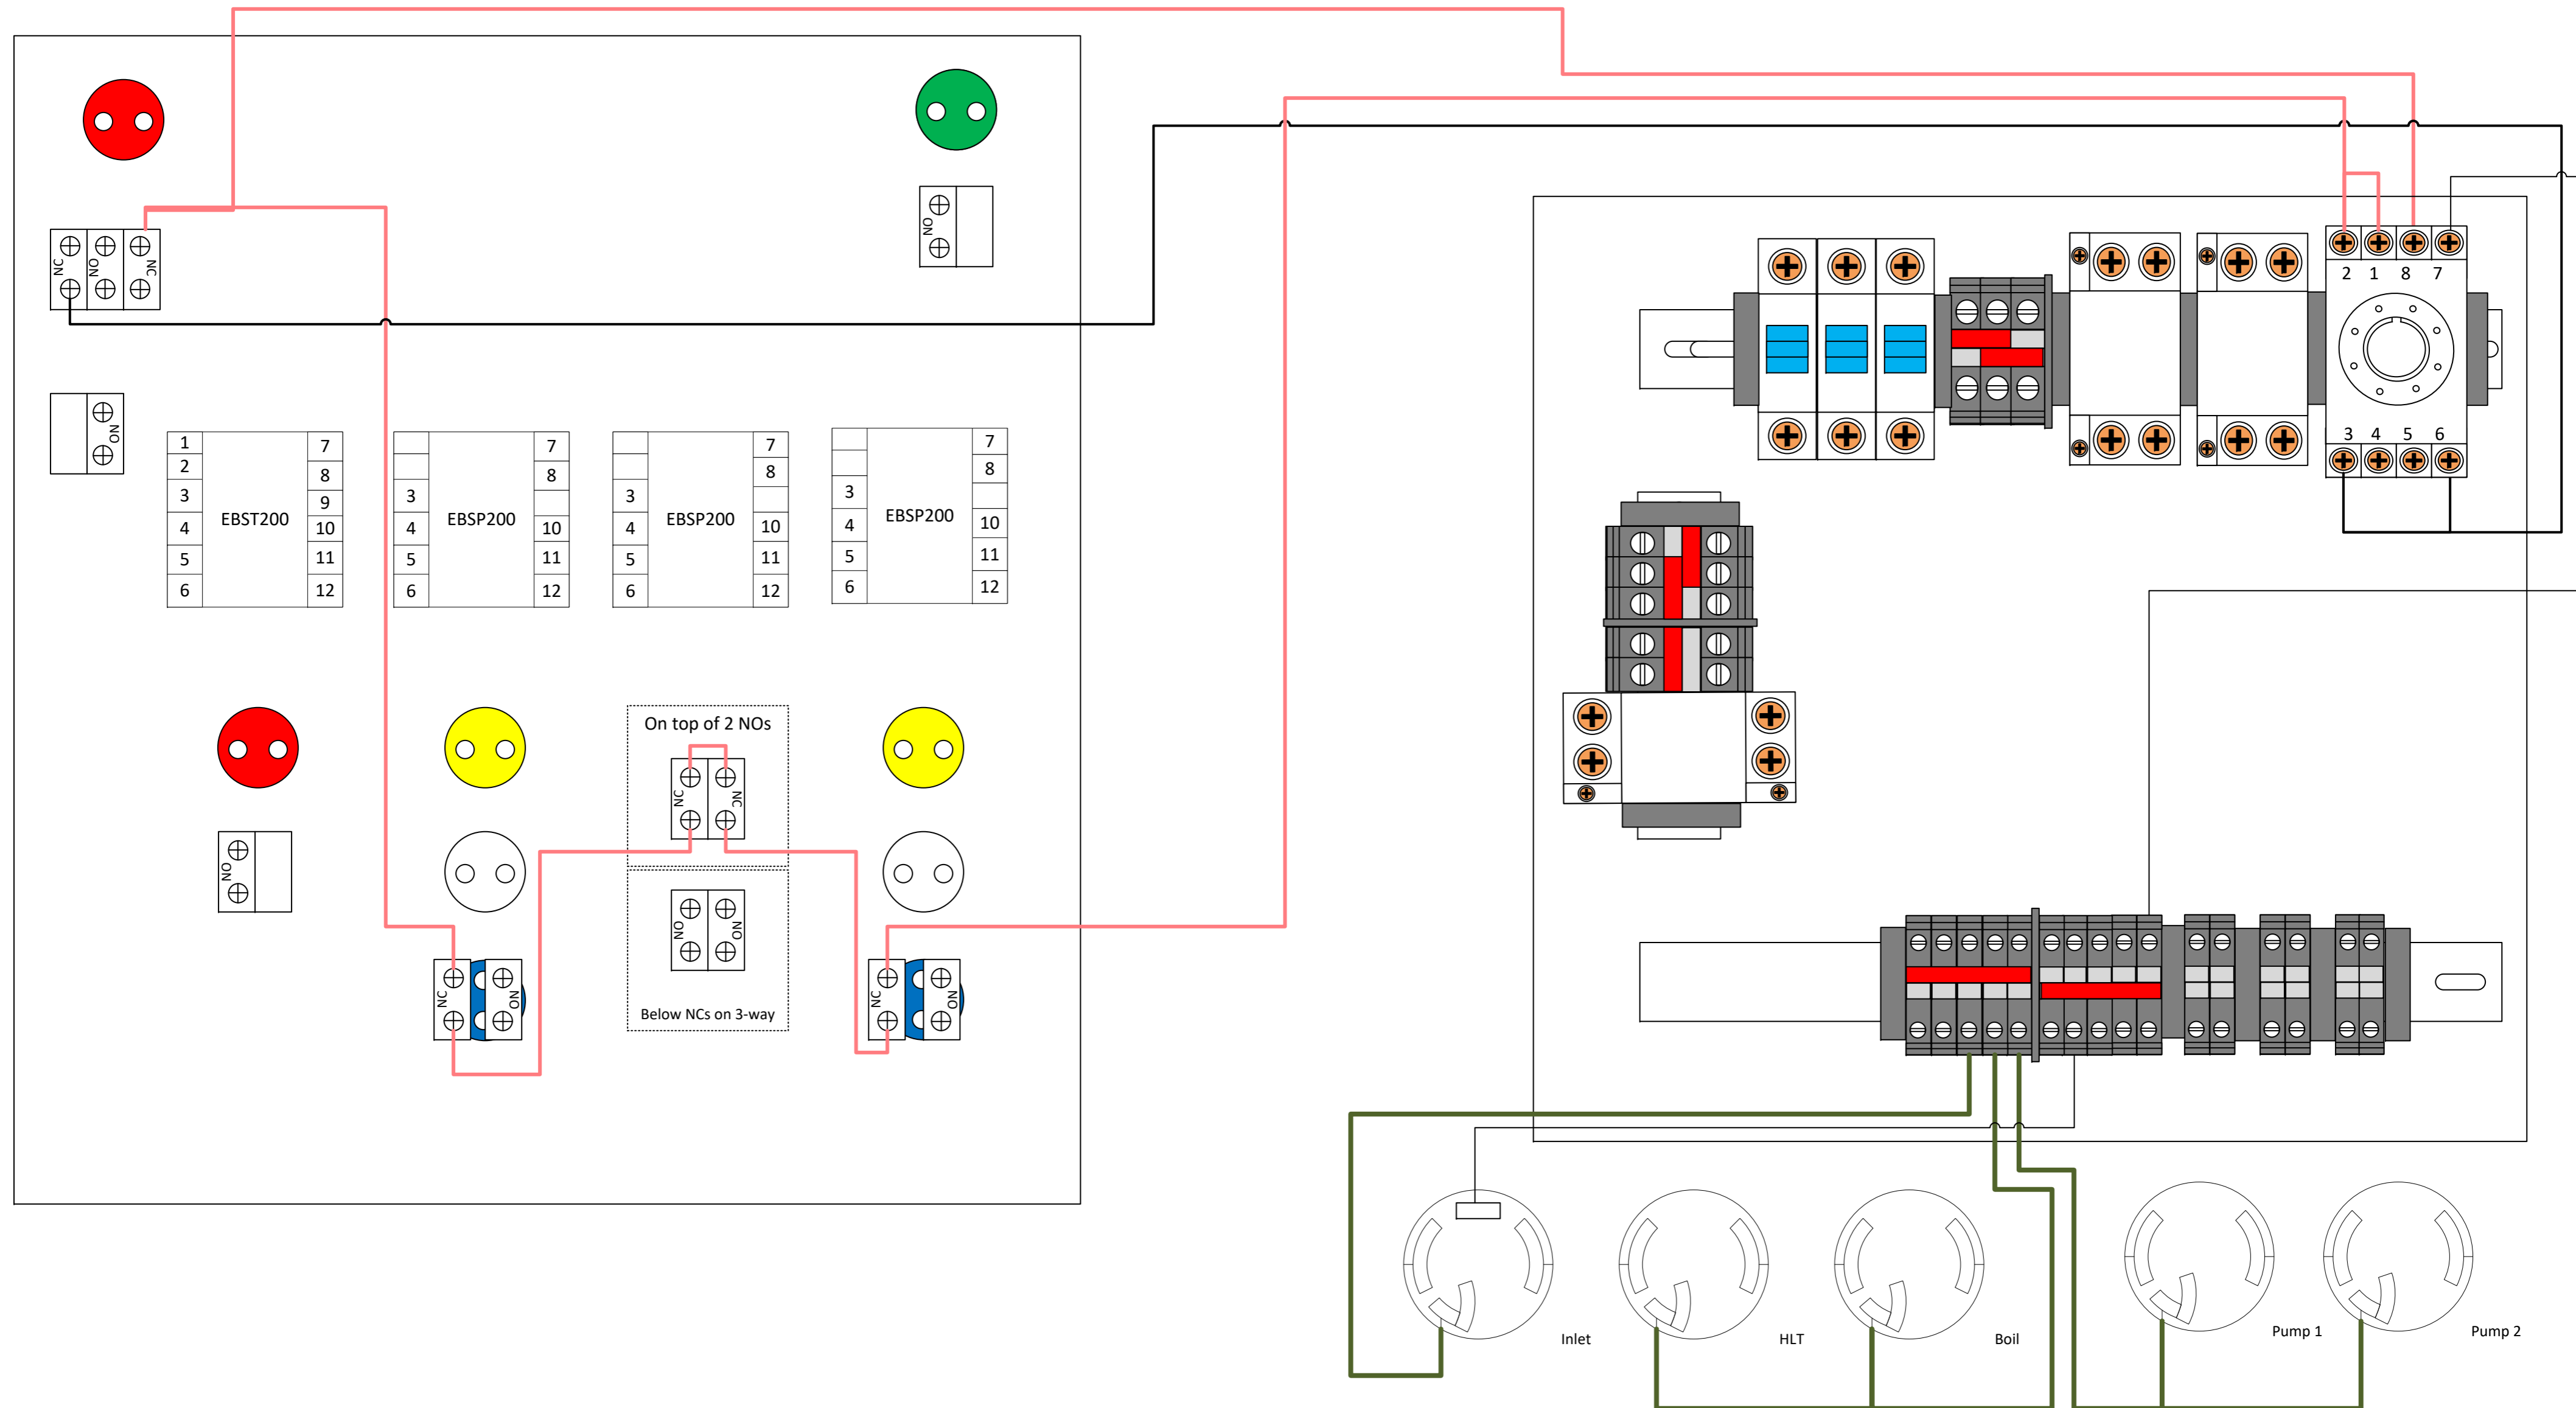 NO
NC
NO
NC
2 1 8 7
3 4 5 6
NO
1
2
3
4
5
6
EBST200
7
8
9
10
11
12
3
4
5
6
EBSP200
7
8
10
11
12
3
4
5
6
EBSP200
7
8
10
11
12
3
4
5
6
EBSP200
7
8
10
11
12
On top of 2 NOs
NC
NC
NO
NO
NO
Below NCs on 3-way
NC
NO
NC
NO
Inlet
HLT
Boil
Pump 1
Pump 2